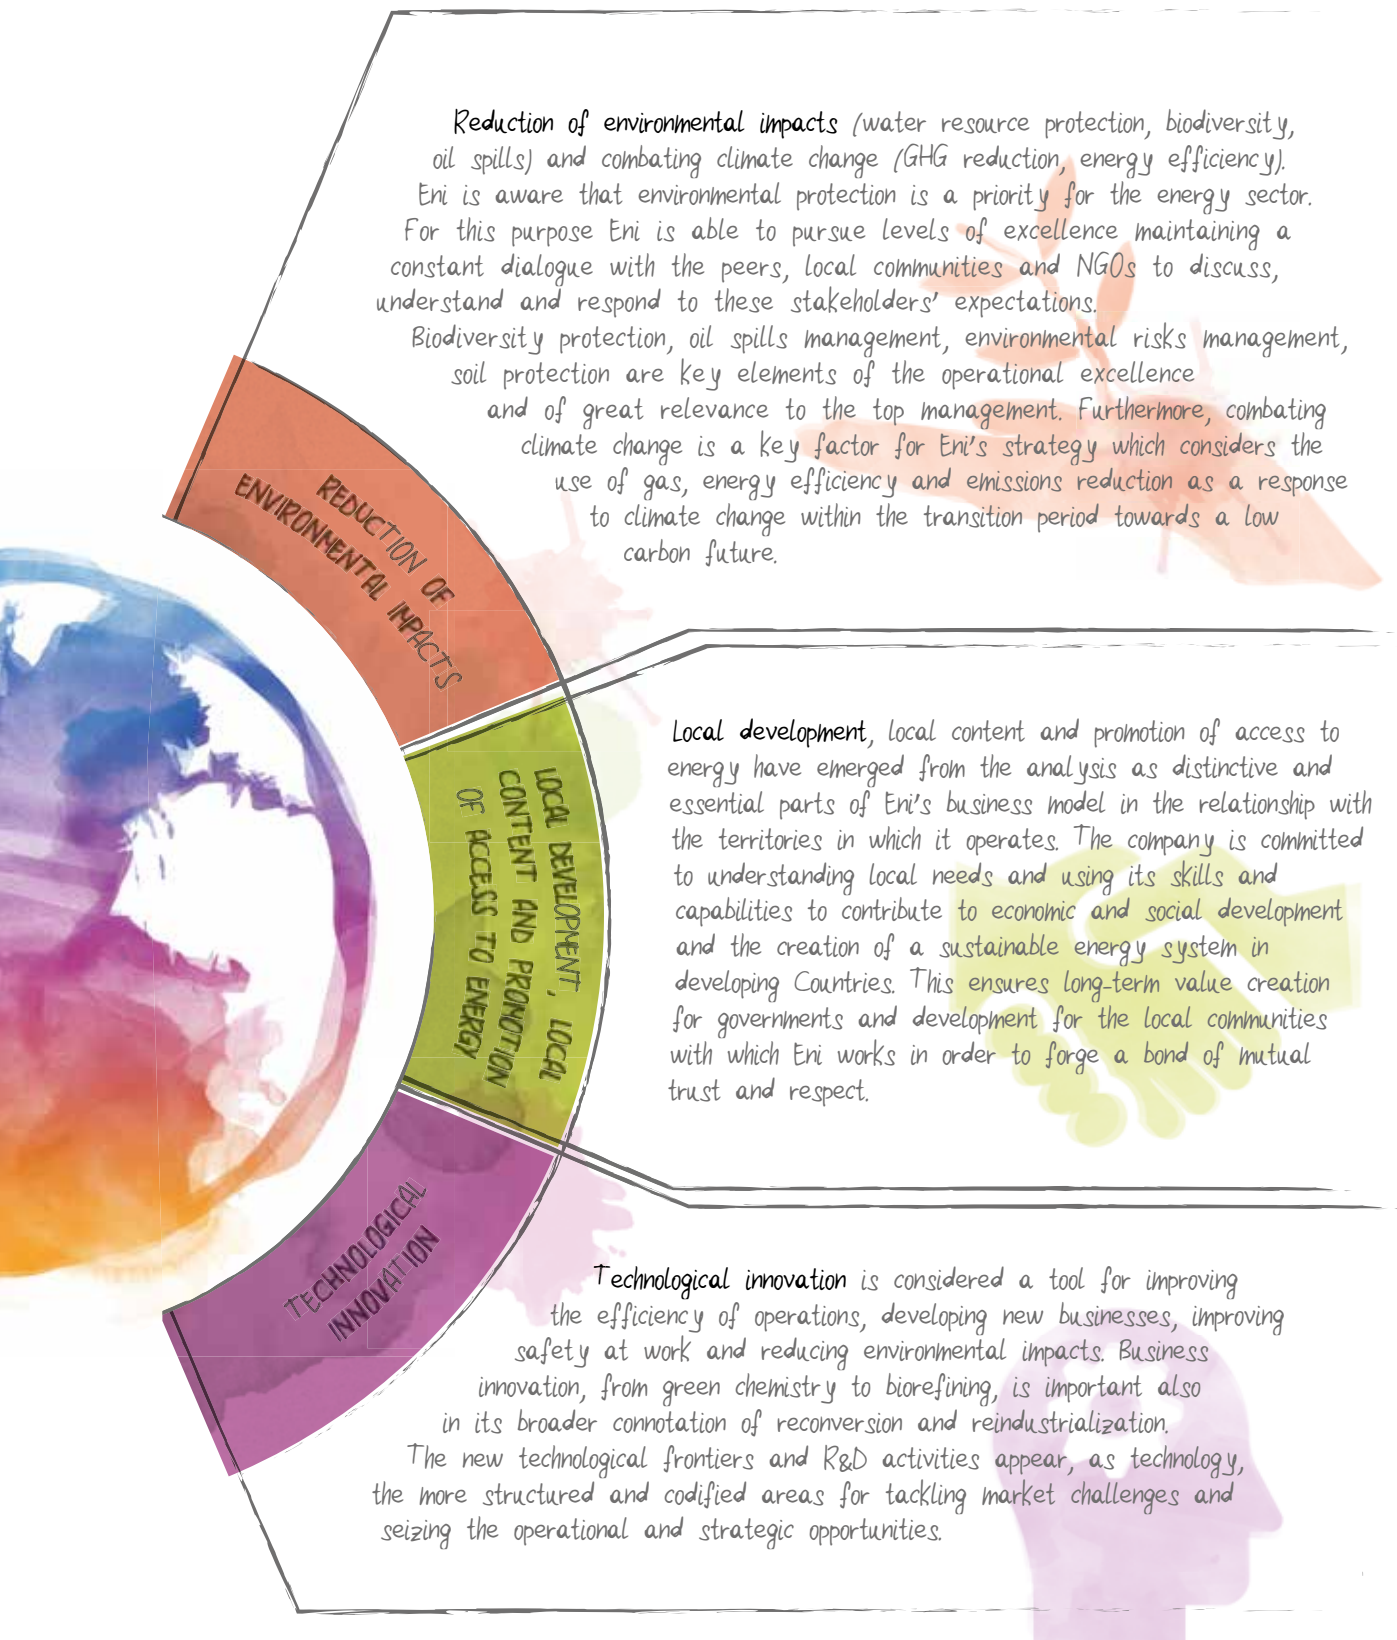 Reduction of environmental impacts (water resource protection, biodiversity,
oil spills) and combating climate change (GHG reduction, energy efficiency).
Eni is aware that environmental protection is a priority for the energy sector.
For this purpose Eni is able to pursue levels of excellence maintaining a
constant dialogue with the peers, local communities and NGOs to discuss,
understand and respond to these stakeholders' expectations.
Biodiversity protection, oil spills management, environmental risks management,
soil protection are key elements of the operational excellence
and of great relevance to the top management. Furthermore, combating
climate change is a key factor for Eni's strategy which considers the
use of gas, energy efficiency and emissions reduction as a response
to climate change within the transition period towards a low
carbon future.
REDUCTION OF
ENVIRONMENTAL IMPACTS
Local development, local content and promotion of access to
energy have emerged from the analysis as distinctive and
essential parts of Eni's business model in the relationship with
the territories in which it operates. The company is committed
to understanding local needs and using its skills and
capabilities to contribute to economic and social development
and the creation of a sustainable energy system in
developing Countries. This ensures long-term value creation
for governments and development for the local communities
with which Eni works in order to forge a bond of mutual
trust and respect.
LOCAL DEVELOPMENT, LOCAL
CONTENT AND PROMOTION
OF ACCESS TO ENERGY
TECHNOLOGICAL
INNOVATION
Technological innovation is considered a tool for improving
the efficiency of operations, developing new businesses, improving
safety at work and reducing environmental impacts. Business
innovation, from green chemistry to biorefining, is important also
in its broader connotation of reconversion and reindustrialization.
The new technological frontiers and R&D activities appear, as technology,
the more structured and codified areas for tackling market challenges and
seizing the operational and strategic opportunities.